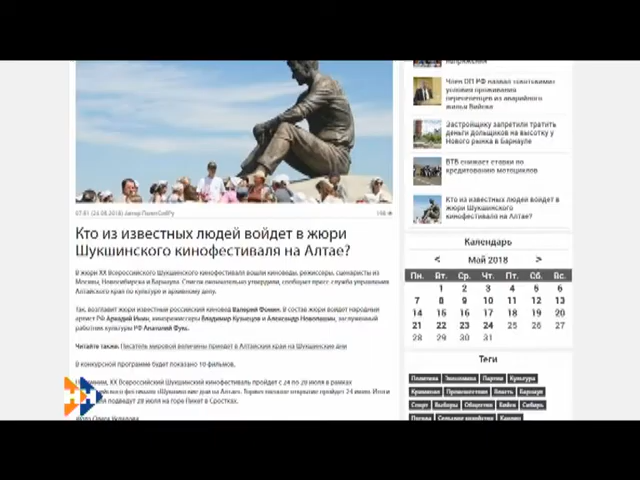 07:01 (24.05.2018) Автор ПолитСибРу
Кто из известных людей войдет в жюри
Шукшинского кинофестиваля на Алтае?
В жюри XX Всероссийского Шукшинского кинофестиваля вошли киноведы, режиссеры, сценаристы из
Москвы, Новосибирска и Барнаула. Список окончательно утвердили, сообщает пресс служба управления
Алтайского края по культуре и архивному делу.
Так, возглавит жюри известный российский киновед Валерий Фомин. В состав жюри войдет народный
артист РФ Аркадий Инин, кинорежиссеры Владимир Кузнецов и Александр Новопашин, заслуженный
работник культуры РФ Анатолий Фукс.
Читайте также: Писатель мировой величины приедет в Алтайский край на Шукшинские дни
В конкурсной программе будет показано 10 фильмов.
XX Всероссийский Шукшинский кинофестиваль пройдет с 24 по 28 июля в рамках
фестиваля «Шукшинские дни на Алтае». Торжественное открытие пройдет 24 июля. Итоги
подведут 28 июля на горе Пикет в Сростках.
напряжения
Член ОП РФ назвал «скотскими»
условия проживания
переселенцев из аварийного
жилья Бийска
Застройщику запретили тратить
деньги дольщиков на высотку у
Нового рынка в Барнауле
ВТБ снижает ставки по
кредитованию мотоциклов
Кто из известных людей войдет в
жюри Шукшинского
кинофестиваля на Алтае?
Календарь
< Май 2018 >
Пн. Вт. Ср. Чт. Пт. Сб. Вс.
1 2 3 4 5 6
7 8 9 10 11 12 13
14 15 16 17 18 19 20
21 22 23 24 25 26 27
28 29 30 31
Теги
Политика Экономика Партии Культура
Криминал Происшествия Власть Барнаул
Спорт Выборы Общество Бийск Сибирь
Погода Сельское хозяйство